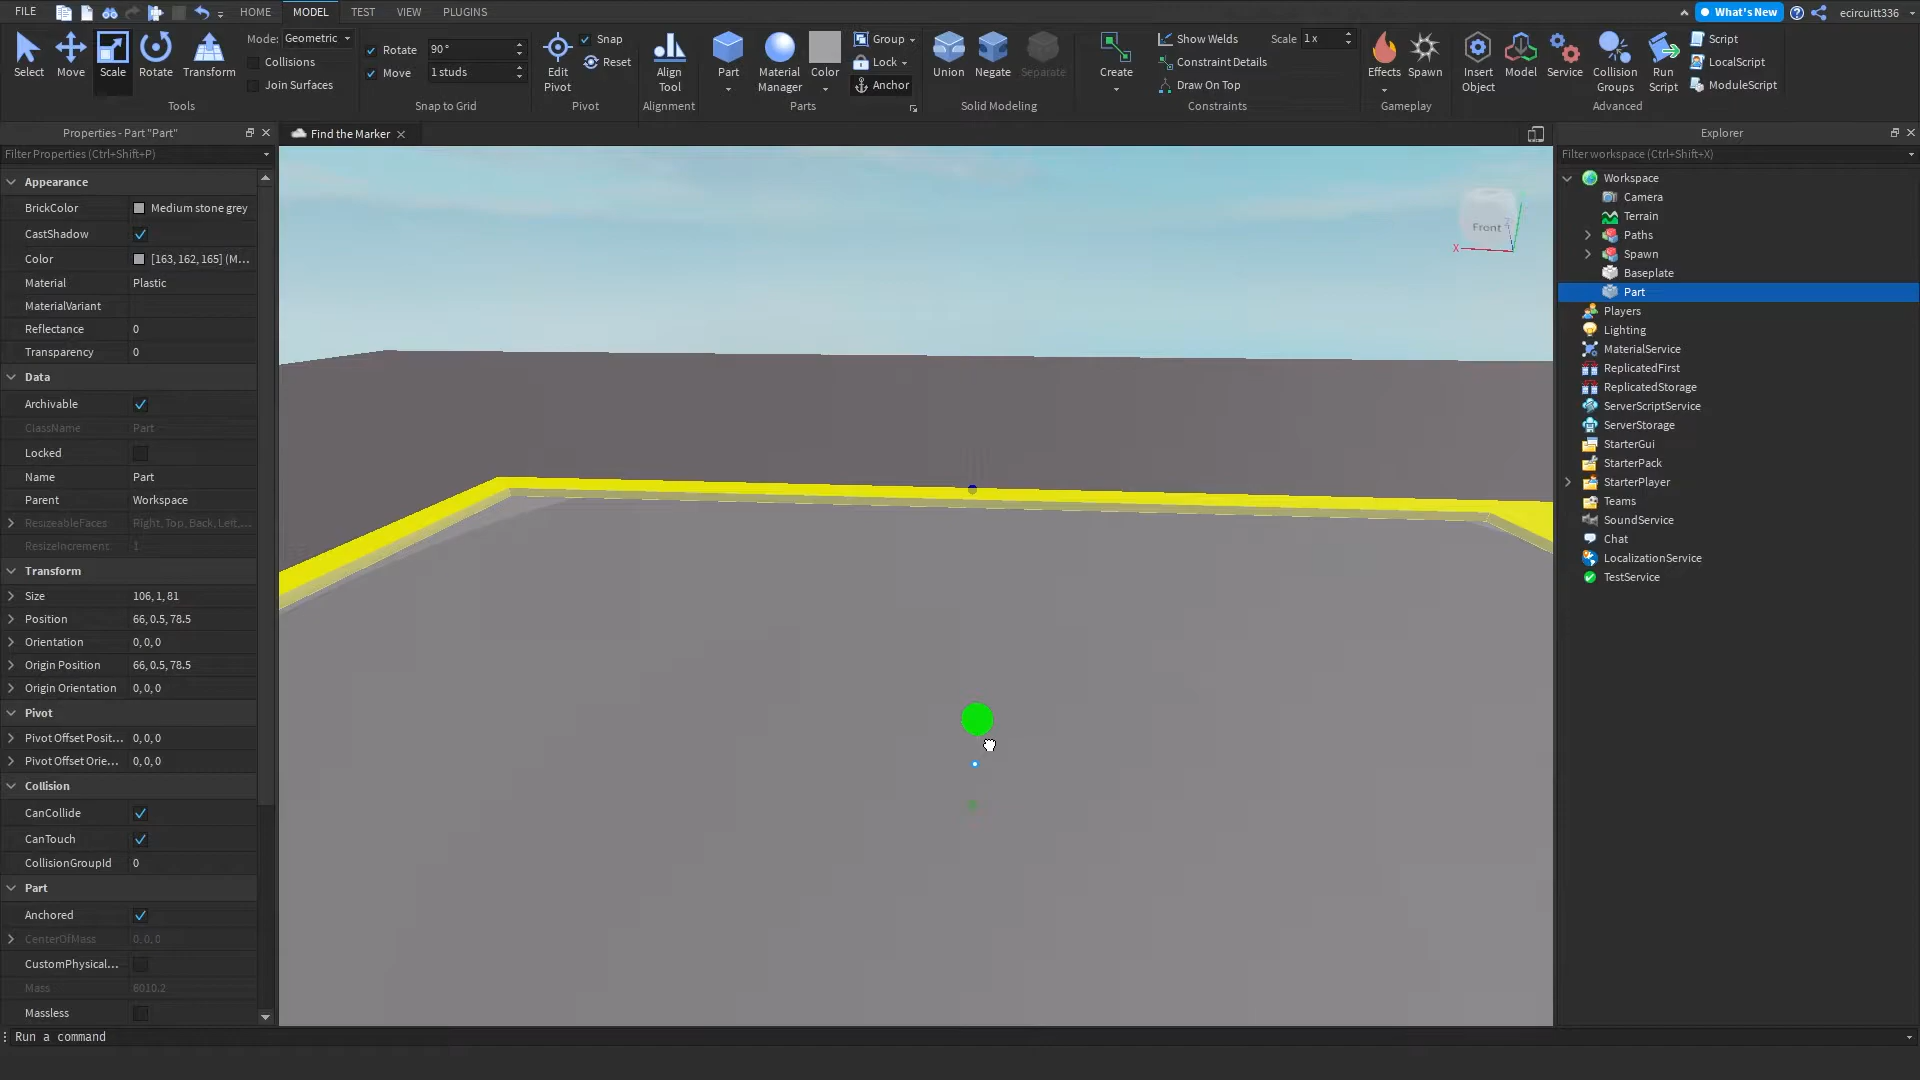 FILE HOME MODEL TEST VIEW PLUGINS What's New ecircuitt336
Select Move Scale Rotate Transform
Mode: Geometric
Collisions
Join Surfaces
Tools
Rotate 90°
Move 1 studs
Snap to Grid
Edit Pivot
Snap
Reset
Pivot
Align Tool
Alignment
Part Material Manager Color
Group
Lock
Anchor
Parts
Union Negate Separate
Solid Modeling
Create
Show Welds
Constraint Details
Draw On Top
Scale 1 x
Constraints
Effects Spawn
Gameplay
Insert Object Model Service Collision Groups Run Script
Script
LocalScript
ModuleScript
Advanced
Properties - Part "Part"
Filter Properties (Ctrl+Shift+P)
Appearance
BrickColor Medium stone grey
CastShadow
Color [163, 162, 165] (M...
Material Plastic
MaterialVariant
Reflectance 0
Transparency 0
Data
Archivable
ClassName Part
Locked
Name Part
Parent Workspace
ResizeableFaces Right, Top, Back, Left,...
ResizeIncrement 1
Transform
Size 106, 1, 81
Position 66, 0.5, 78.5
Orientation 0, 0, 0
Origin Position 66, 0.5, 78.5
Origin Orientation 0, 0, 0
Pivot
Pivot Offset Posit... 0, 0, 0
Pivot Offset Orie... 0, 0, 0
Collision
CanCollide
CanTouch
CollisionGroupId 0
Part
Anchored
CenterOfMass 0, 0, 0
CustomPhysical...
Mass 6010.2
Massless
Find the Marker
Front
X
Z
Explorer
Filter workspace (Ctrl+Shift+X)
Workspace
Camera
Terrain
Paths
Spawn
Baseplate
Part
Players
Lighting
MaterialService
ReplicatedFirst
ReplicatedStorage
ServerScriptService
ServerStorage
StarterGui
StarterPack
StarterPlayer
Teams
SoundService
Chat
LocalizationService
TestService
Run a command